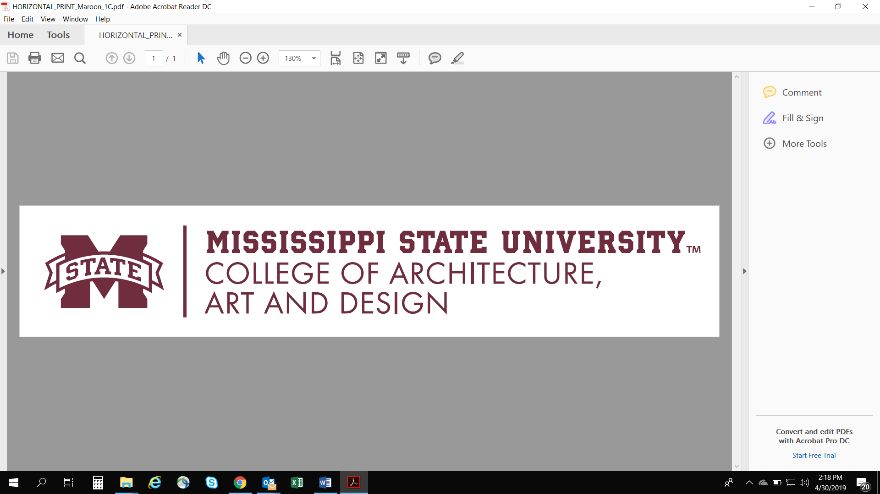 HORIZONTAL_PRINT_Maroon_1C.pdf - Adobe Acrobat Reader DC
File Edit View Window Help
Home Tools HORIZONTAL_PRIN... ×
1 / 1 130%
Comment
Fill & Sign
More Tools
STATE
MISSISSIPPI STATE UNIVERSITY™
COLLEGE OF ARCHITECTURE,
ART AND DESIGN
Convert and edit PDFs
with Acrobat Pro DC
Start Free Trial
2:18 PM
4/30/2019
20